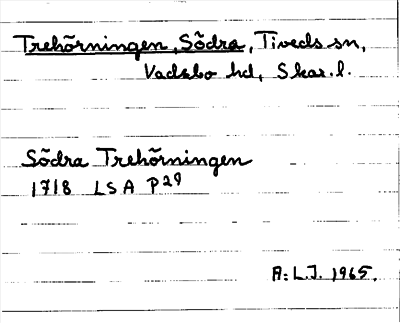 Trehörningen, Södra, Tiveds sn,
Vadsbo hd, Skar. l.
Södra Trehörningen
1718 LSA P29
A: L.J. 1965.